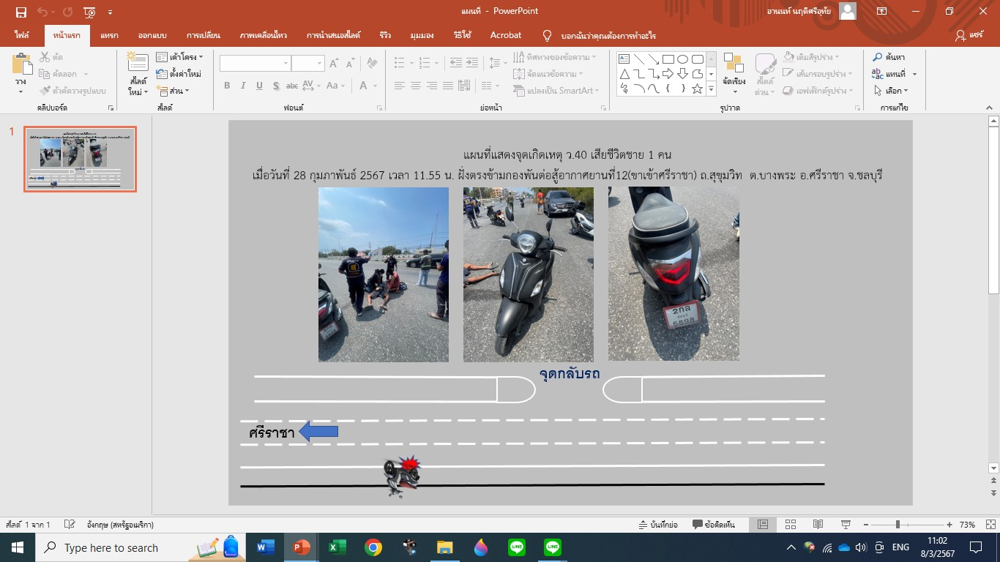 แผนที่ - PowerPoint
อานนท์ นฤดีศรีอุทัย
ไฟล์ หน้าแรก แทรก ออกแบบ การเปลี่ยน ภาพเคลื่อนไหว การนำเสนอสไลด์ รีวิว มุมมอง วิธีใช้ Acrobat บอกฉันว่าคุณต้องการทำอะไร แชร์
วาง
ตัด
คัดลอก
ตัวคัดวางรูปแบบ
คลิปบอร์ด
สไลด์
ใหม่
เค้าโครง
ตั้งค่าใหม่
ส่วน
สไลด์
B I U S abc AV Aa A
ฟอนต์
ทิศทางของข้อความ
จัดแนวข้อความ
แปลงเป็น SmartArt
ย่อหน้า
จัดเรียง
สไตล์
ด่วน
เติมสีรูปร่าง
เส้นกรอบรูปร่าง
เอฟเฟ็กต์รูปร่าง
รูปวาด
ค้นหา
แทนที่
เลือก
การแก้ไข
1
แผนที่แสดงจุดเกิดเหตุ ว.40 เสียชีวิตชาย 1 คน
เมื่อวันที่ 28 กุมภาพันธ์ 2567 เวลา 11.55 น. ฝั่งตรงข้ามกองพันต่อสู้อากาศยานที่12(ขาเข้าศรีราชา) ถ.สุขุมวิท ต.บางพระ อ.ศรีราชา จ.ชลบุรี
2กล
ชลบุรี
6898
จุดกลับรถ
ศรีราชา
สไลด์ 1 จาก 1 อังกฤษ (สหรัฐอเมริกา) บันทึกย่อ ข้อคิดเห็น 73%
Type here to search
ENG
11:02
8/3/2567